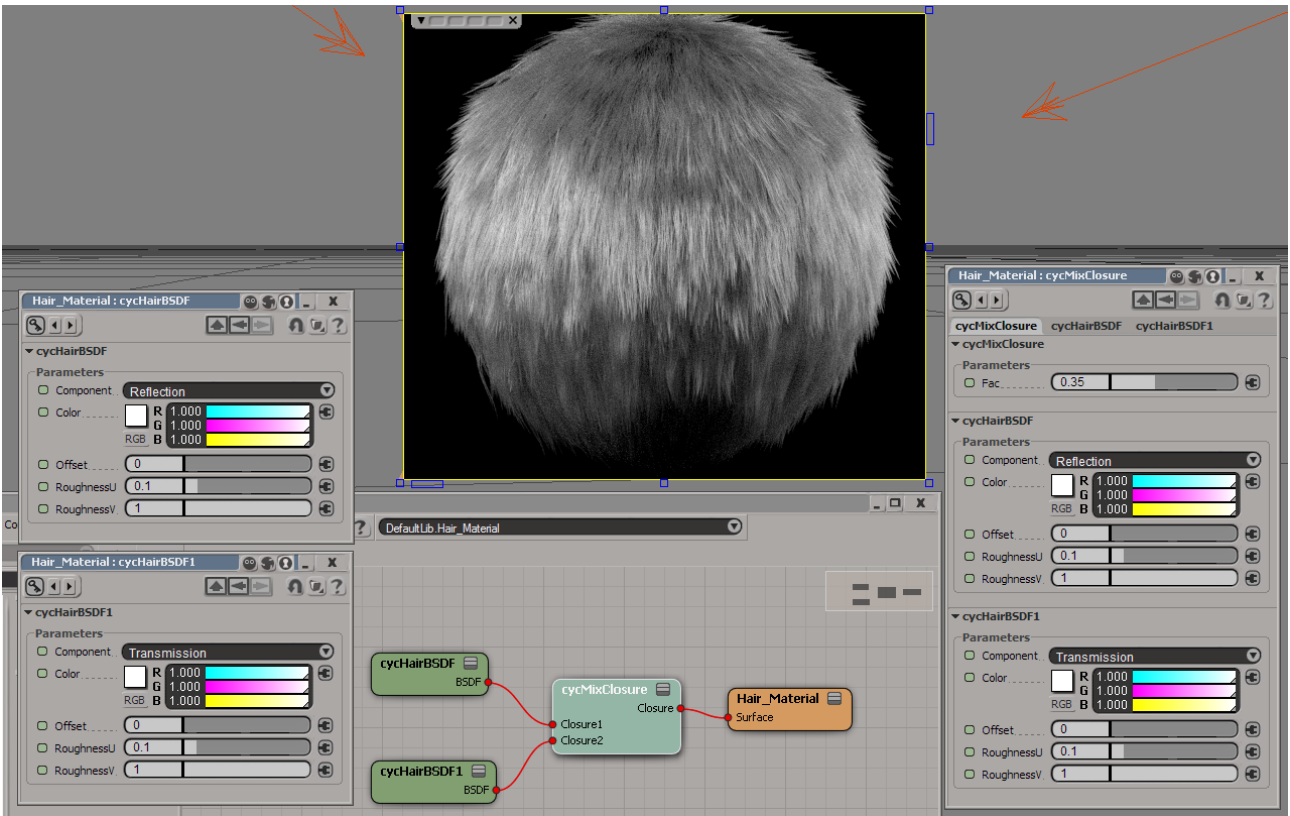 Hair_Material : cycHairBSDF
cycHairBSDF
Parameters
Component Reflection
Color R 1.000
G 1.000
RGB B 1.000
Offset 0
RoughnessU 0.1
RoughnessV 1
Hair_Material : cycHairBSDF1
cycHairBSDF1
Parameters
Component Transmission
Color R 1.000
G 1.000
RGB B 1.000
Offset 0
RoughnessU 0.1
RoughnessV 1
Co
? DefaultLib.Hair_Material
cycHairBSDF
BSDF
cycHairBSDF1
BSDF
cycMixClosure
Closure
Closure1
Closure2
Hair_Material
Surface
Hair_Material : cycMixClosure
cycMixClosure cycHairBSDF cycHairBSDF1
cycMixClosure
Parameters
Fac 0.35
cycHairBSDF
Parameters
Component Reflection
Color R 1.000
G 1.000
RGB B 1.000
Offset 0
RoughnessU 0.1
RoughnessV 1
cycHairBSDF1
Parameters
Component Transmission
Color R 1.000
G 1.000
RGB B 1.000
Offset 0
RoughnessU 0.1
RoughnessV 1